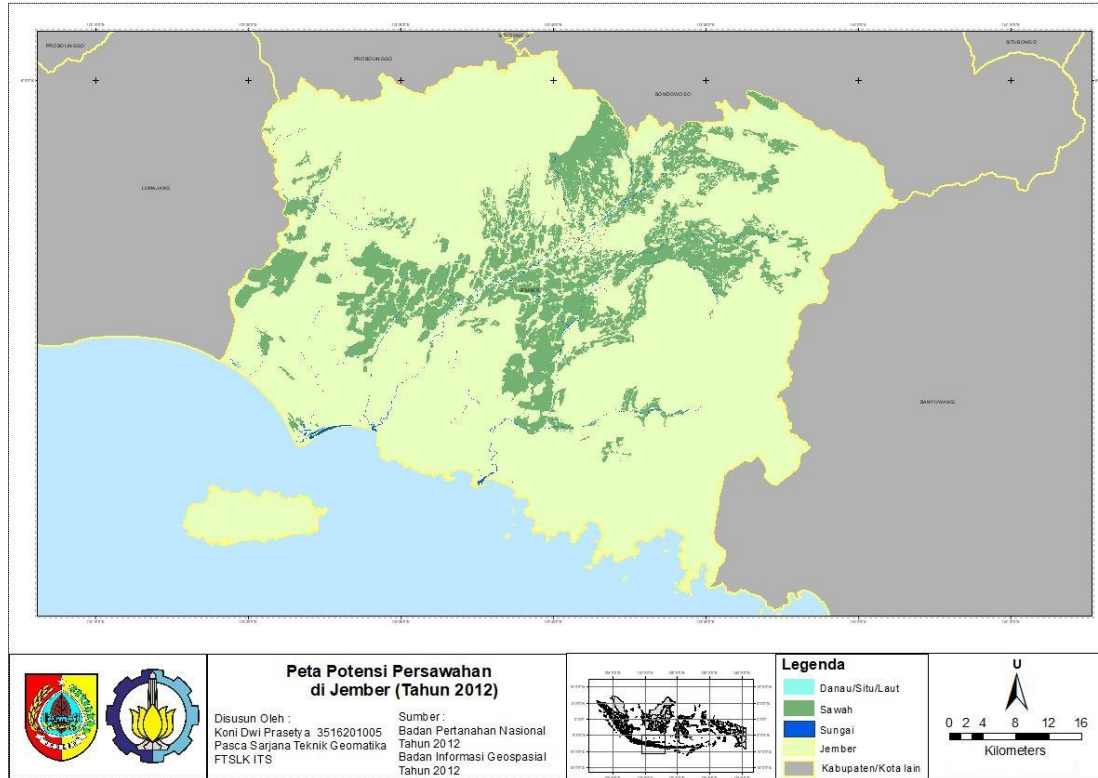 PROBOLINGGO
SITUBONDO
PROBOLINGGO
SITUBONDO
BONDOWOSO
LUMAJANG
JEMBER
BANYUWANGI
Peta Potensi Persawahan
di Jember (Tahun 2012)
Disusun Oleh :
Koni Dwi Prasetya 3516201005
Pasca Sarjana Teknik Geomatika
FTSLK ITS
Sumber :
Badan Pertanahan Nasional
Tahun 2012
Badan Informasi Geospasial
Tahun 2012
Legenda
Danau/Situ/Laut
Sawah
Sungai
Jember
Kabupaten/Kota lain
U
0 2 4 8 12 16
Kilometers